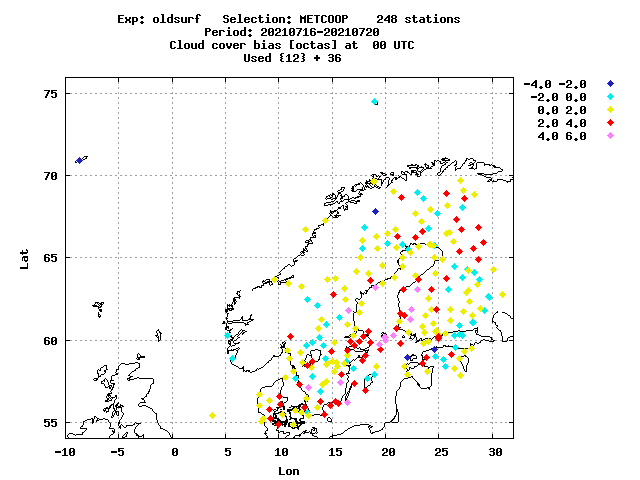 Exp: oldsurf Selection: METCOOP 248 stations
Period: 20210716-20210720
Cloud cover bias [octas] at 00 UTC
Used {12} + 36
-4.0 -2.0
-2.0 0.0
0.0 2.0
2.0 4.0
4.0 6.0
75
70
65
60
55
Lat
-10 -5 0 5 10 15 20 25 30
Lon